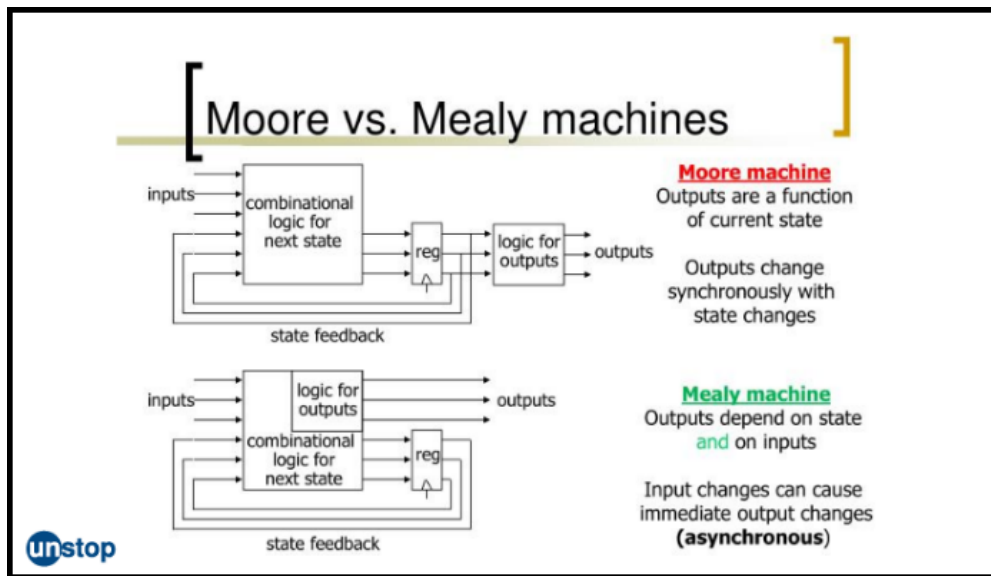 Moore vs. Mealy machines
inputs
combinational
logic for
next state
reg
logic for
outputs
outputs
state feedback
Moore machine
Outputs are a function
of current state
Outputs change
synchronously with
state changes
inputs
logic for
outputs
combinational
logic for
next state
reg
outputs
state feedback
Mealy machine
Outputs depend on state
and on inputs
Input changes can cause
immediate output changes
(asynchronous)
unstop